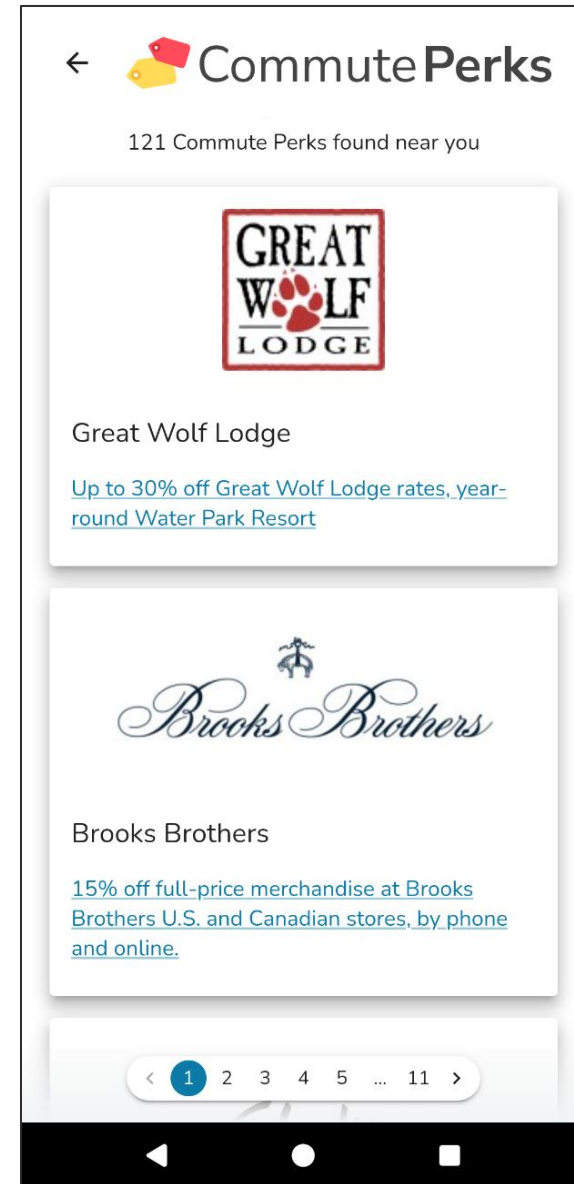 Commute Perks
121 Commute Perks found near you
GREAT
WOLF
LODGE
Great Wolf Lodge
Up to 30% off Great Wolf Lodge rates, year-
round Water Park Resort
Brooks Brothers
Brooks Brothers
15% off full-price merchandise at Brooks
Brothers U.S. and Canadian stores, by phone
and online.
< 1 2 3 4 5 ... 11 >